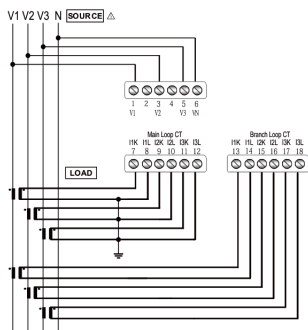 V1 V2 V3 N SOURCE ⚠
1 2 3 4 5 6
V1 V2 V3 VN
Main Loop CT
I1K I1L I2K I2L I3K I3L
7 8 9 10 11 12
Branch Loop CT
I1K I1L I2K I2L I3K I3L
13 14 15 16 17 18
LOAD